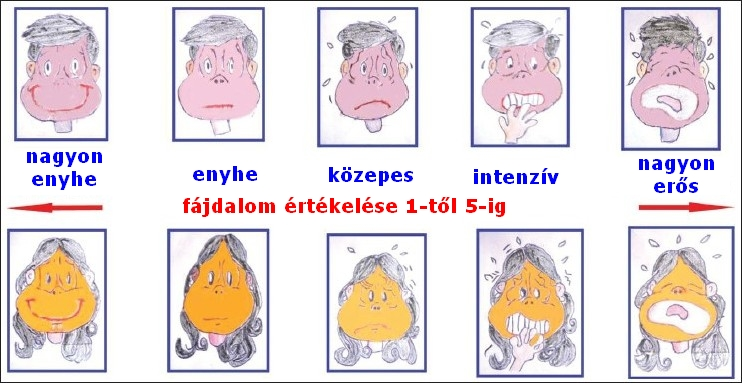 nagyon
enyhe
enyhe
közepes
intenzív
nagyon
erős
fájdalom értékelése 1-től 5-ig